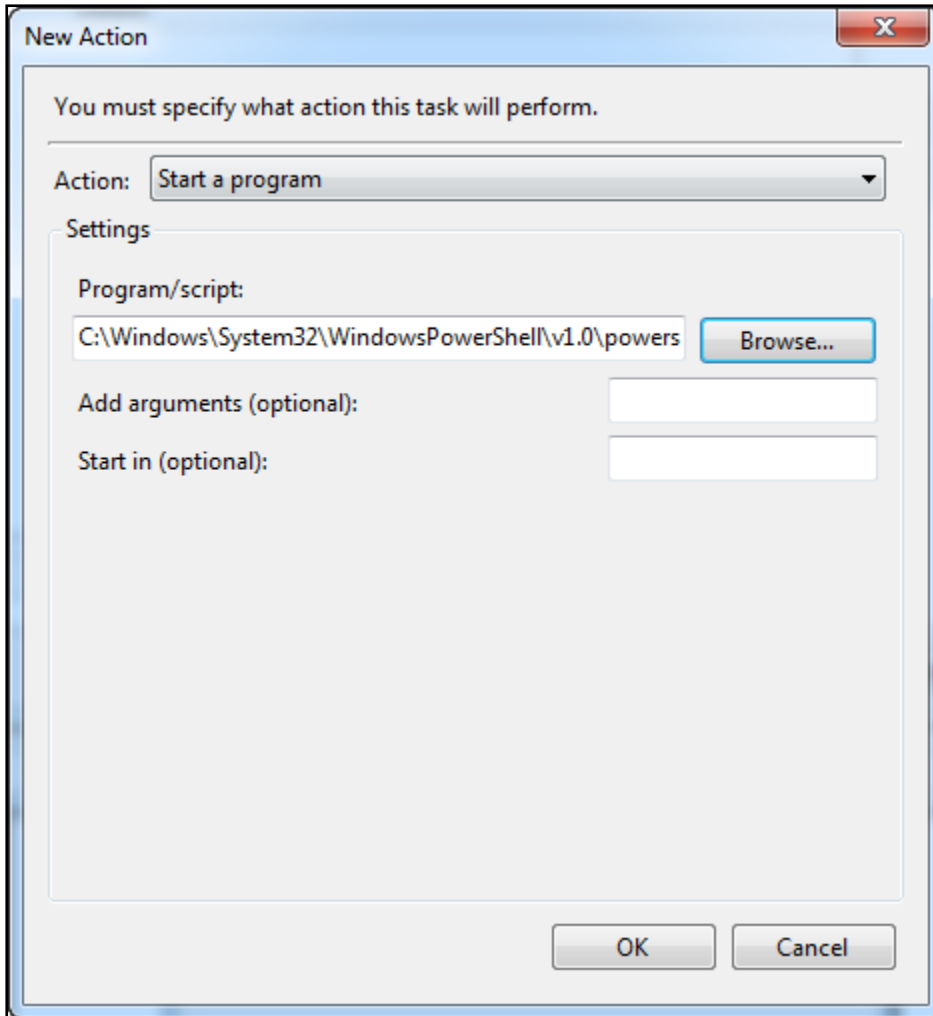 New Action
You must specify what action this task will perform.
Action: Start a program
Settings
Program/script:
C:\Windows\System32\WindowsPowerShell\v1.0\powers Browse...
Add arguments (optional):
Start in (optional):
OK Cancel